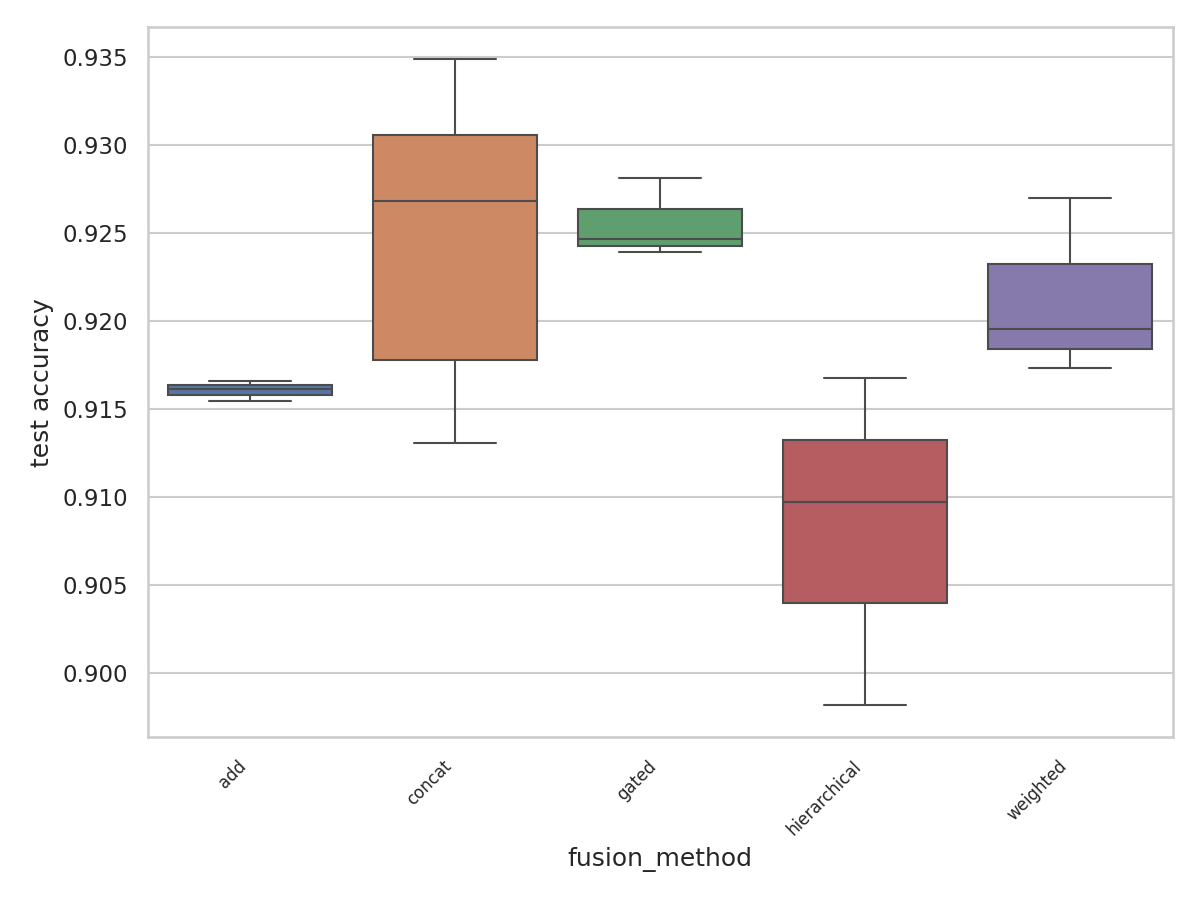 0.935
0.930
0.925
0.920
0.915
0.910
0.905
0.900
test accuracy
add
concat
gated
hierarchical
weighted
fusion_method